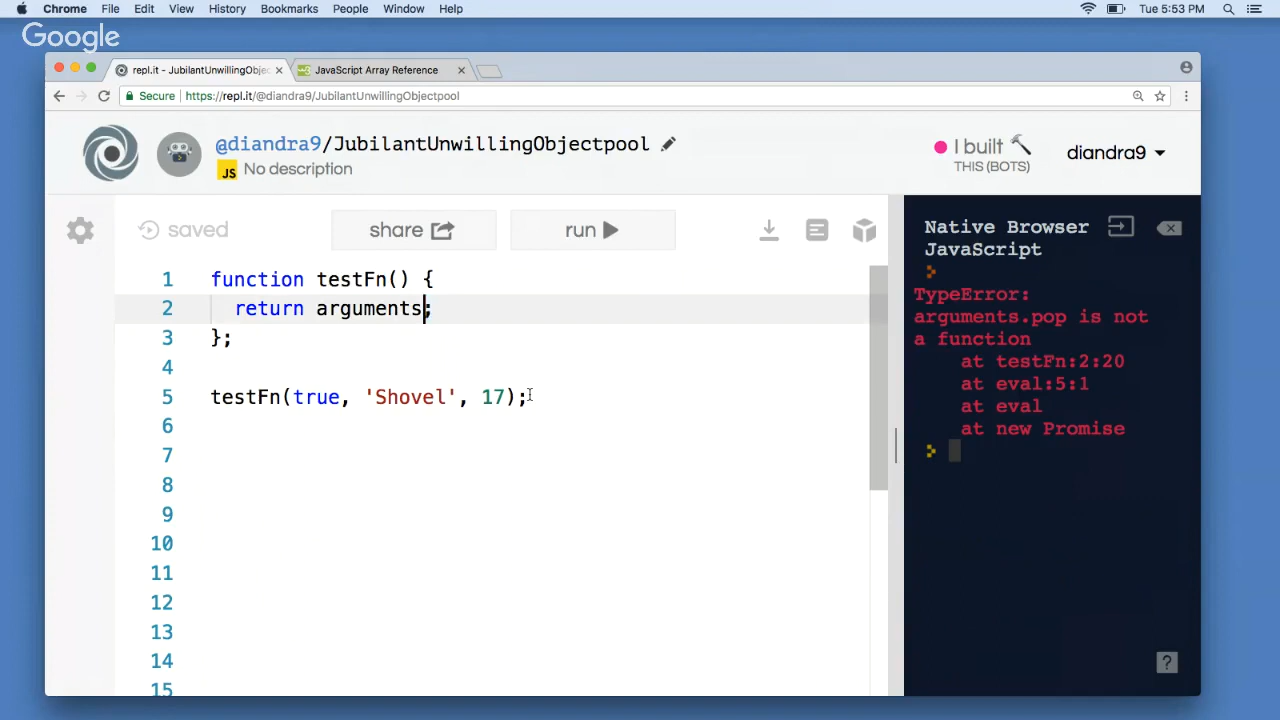 Chrome File Edit View History Bookmarks People Window Help Tue 5:53 PM
Google
repl.it - JubilantUnwillingObjec JavaScript Array Reference
Secure https://repl.it/@diandra9/JubilantUnwillingObjectpool
@diandra9/JubilantUnwillingObjectpool
JS No description
I built
THIS (BOTS)
diandra9
saved share run
Native Browser
JavaScript
1 function testFn() {
2 return arguments;
3 };
4
5 testFn(true, 'Shovel', 17);
6
7
8
9
10
11
12
13
14
15
TypeError:
arguments.pop is not
a function
at testFn:2:20
at eval:5:1
at eval
at new Promise
?